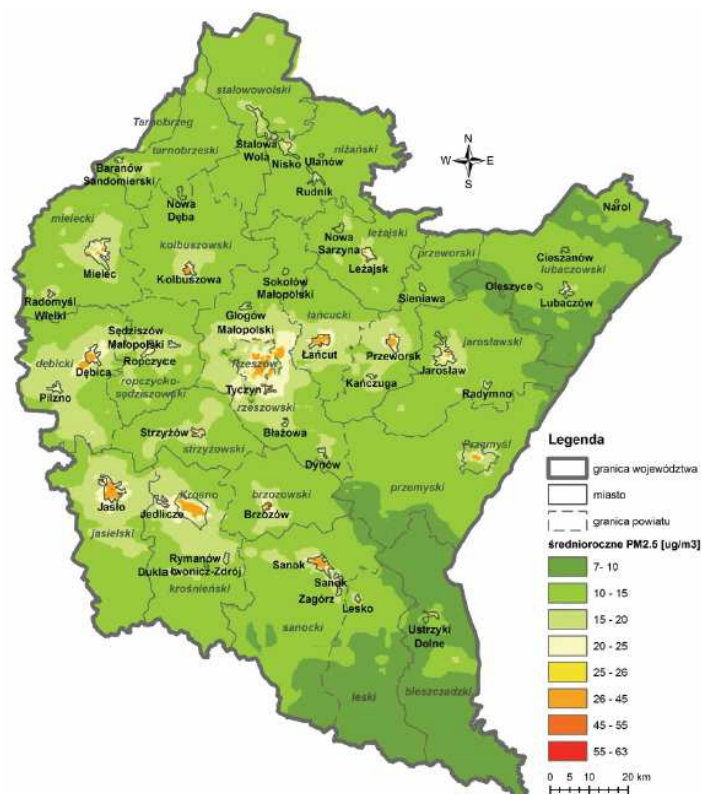 stalowowolski
Tarnobrzeg
tarnobrzeski
Stalowa
Wola
Nisko
Ulanów
niżański
N
W E
S
Baranów
Sandomierski
Rudnik
Nowa
Dęba
Narol
mielecki
kolbuszowski
Nowa
Sarzyna
leżajski
Leżajsk
przeworski
Cieszanów
lubaczowski
Oleszyce
Lubaczów
Mielec
Kolbuszowa
Sokołów
Małopolski
Sieniawa
Radomyśl
Wielki
Głogów
Małopolski
łańcucki
Sędziszów
Małopolski
Ropczyce
dębicki
Dębica
Rzeszów
Łańcut
Przeworsk
jarosławski
Jarosław
Pilzno
ropczycko-
sędziszowski
Tyczyn
rzeszowski
Kańczuga
Radymno
Strzyżów
strzyżowski
Błażowa
Dynów
Przemyśl
przemyski
Jasło
jasielski
Jedlicze
Krosno
brzozowski
Brzozów
Rymanów
Dukla Iwonicz-Zdrój
krośnieński
Sanok
Sanok
Zagórz
Lesko
sanocki
Ustrzyki
Dolne
leski
bieszczadzki
Legenda
granica województwa
miasto
granica powiatu
średnioroczne PM2.5 [ug/m3]
7- 10
10 - 15
15 - 20
20 - 25
25 - 26
26 - 45
45 - 55
55 - 63
0 5 10 20 km